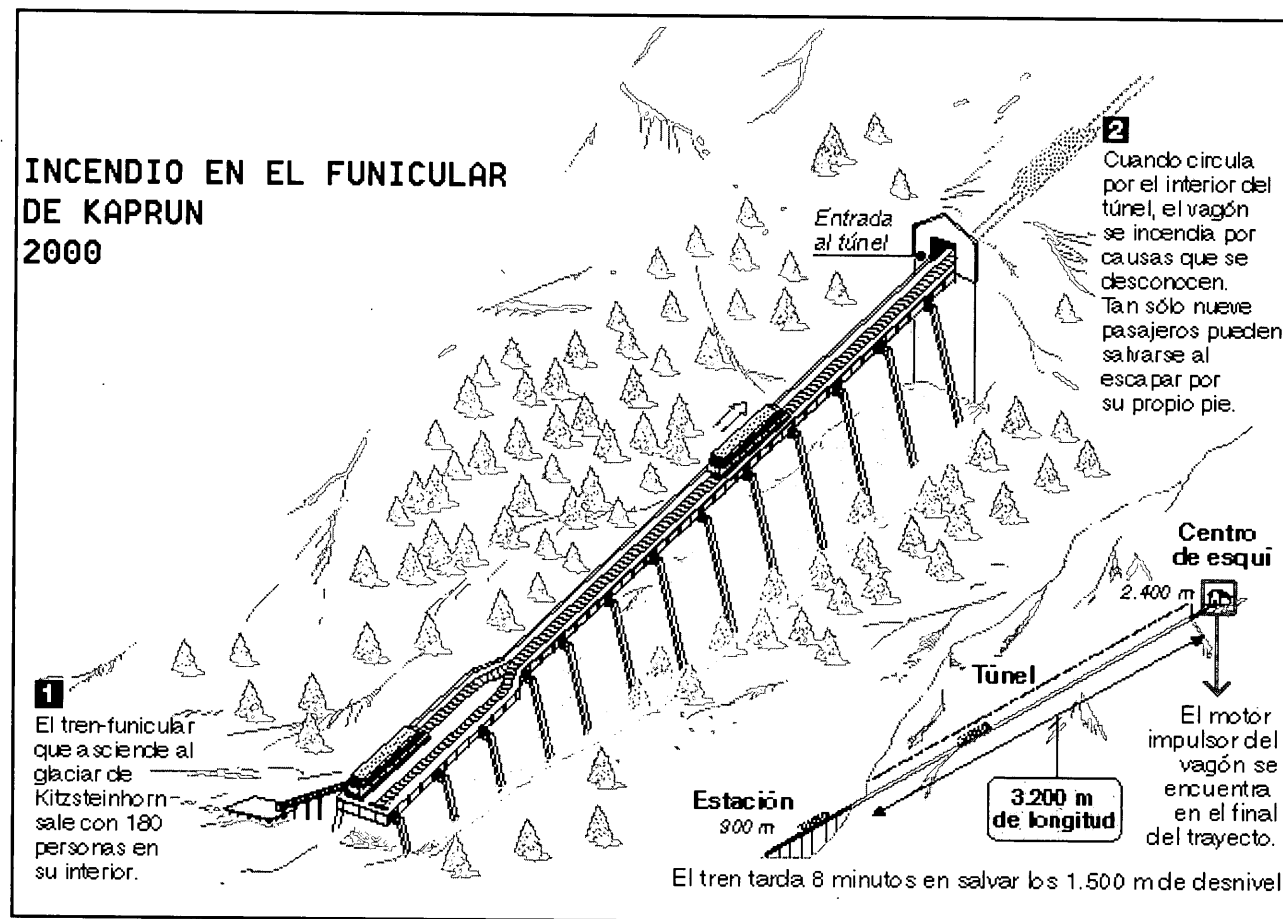 INCENDIO EN EL FUNICULAR
DE KAPRUN
2000
1
El tren-funicular
que asciende al
glaciar de
Kitzsteinhorn
sale con 180
personas en
su interior.
Entrada
al túnel
2
Cuando circula
por el interior del
túnel, el vagón
se incendia por
causas que se
desconocen.
Tan sólo nueve
pasajeros pueden
salvarse al
escapar por
su propio pie.
Centro
de esquí
2.400 m
Túnel
El motor
impulsor del
vagón se
encuentra
en el final
del trayecto.
Estación
900 m
3.200 m
de longitud
El tren tarda 8 minutos en salvar los 1.500 m de desnivel